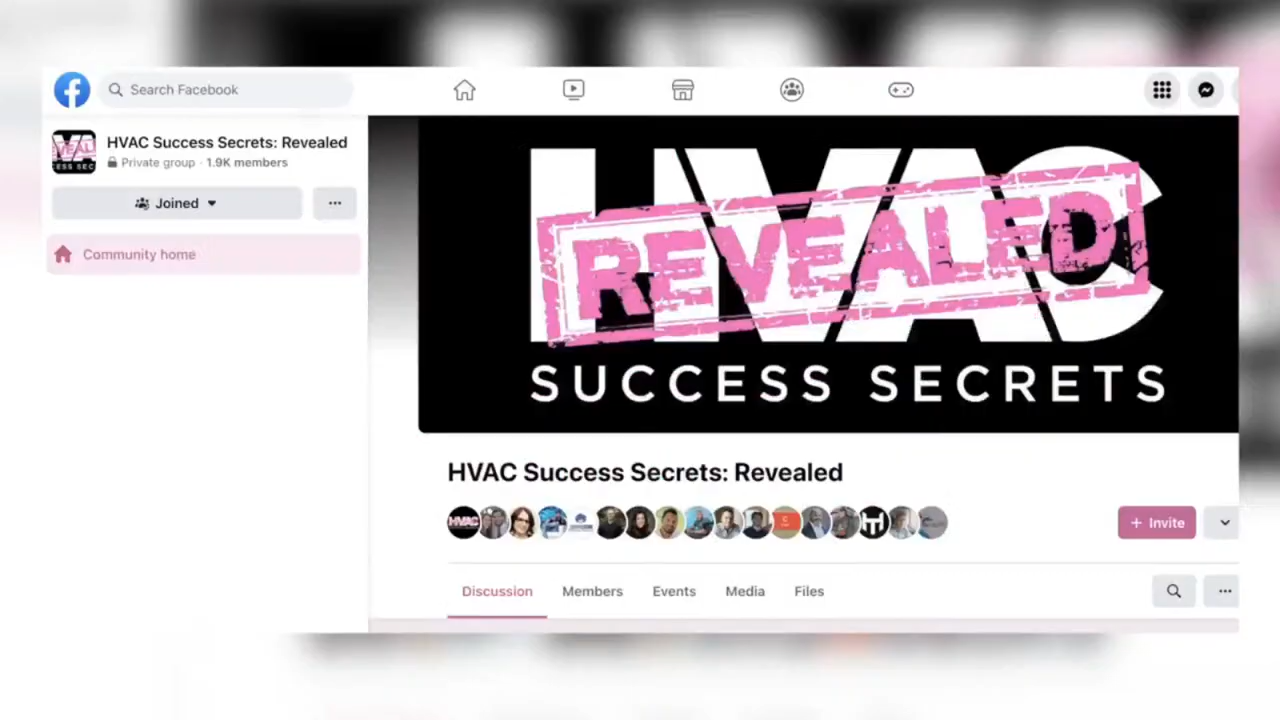 Search Facebook
HVAC Success Secrets: Revealed
Private group · 1.9K members
Joined
Community home
HVAC
REVEALED
SUCCESS SECRETS
HVAC Success Secrets: Revealed
HVAC
+ Invite
Discussion
Members
Events
Media
Files